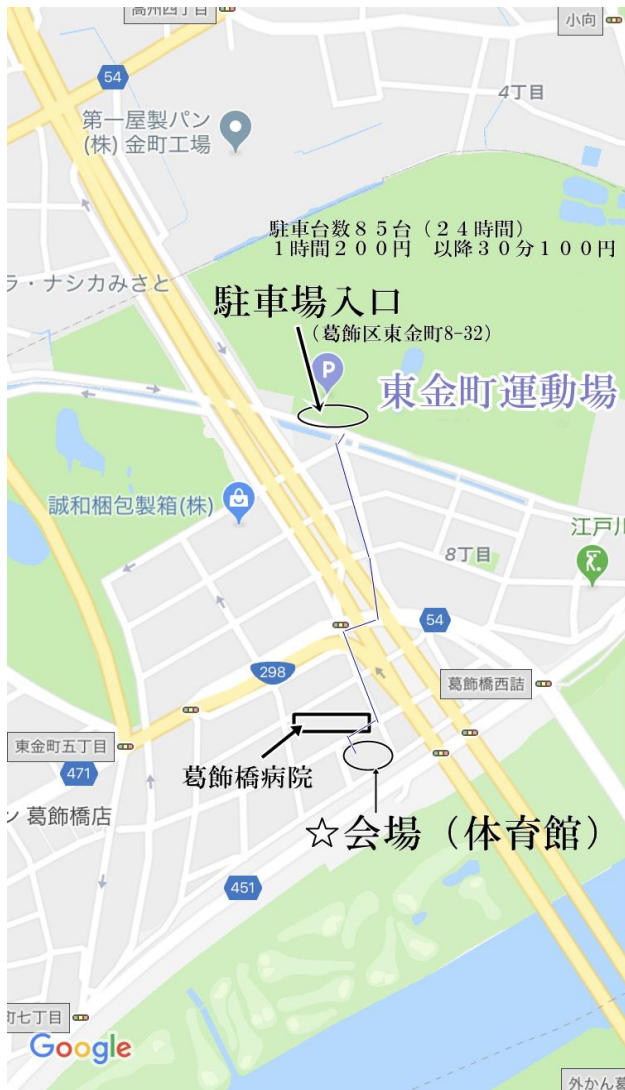 高州四丁目
小向
54
4丁目
第一屋製パン
(株)金町工場
駐車台数85台（24時間）
1時間200円 以降30分100円
ラ・ナシカみさと
駐車場入口
（葛飾区東金町8-32）
P
東金町運動場
誠和梱包製箱(株)
江戸川
8丁目
54
298
葛飾橋西詰
東金町五丁目
471
葛飾橋病院
ン 葛飾橋店
☆会場（体育館）
451
町七丁目
Google
外かん葛